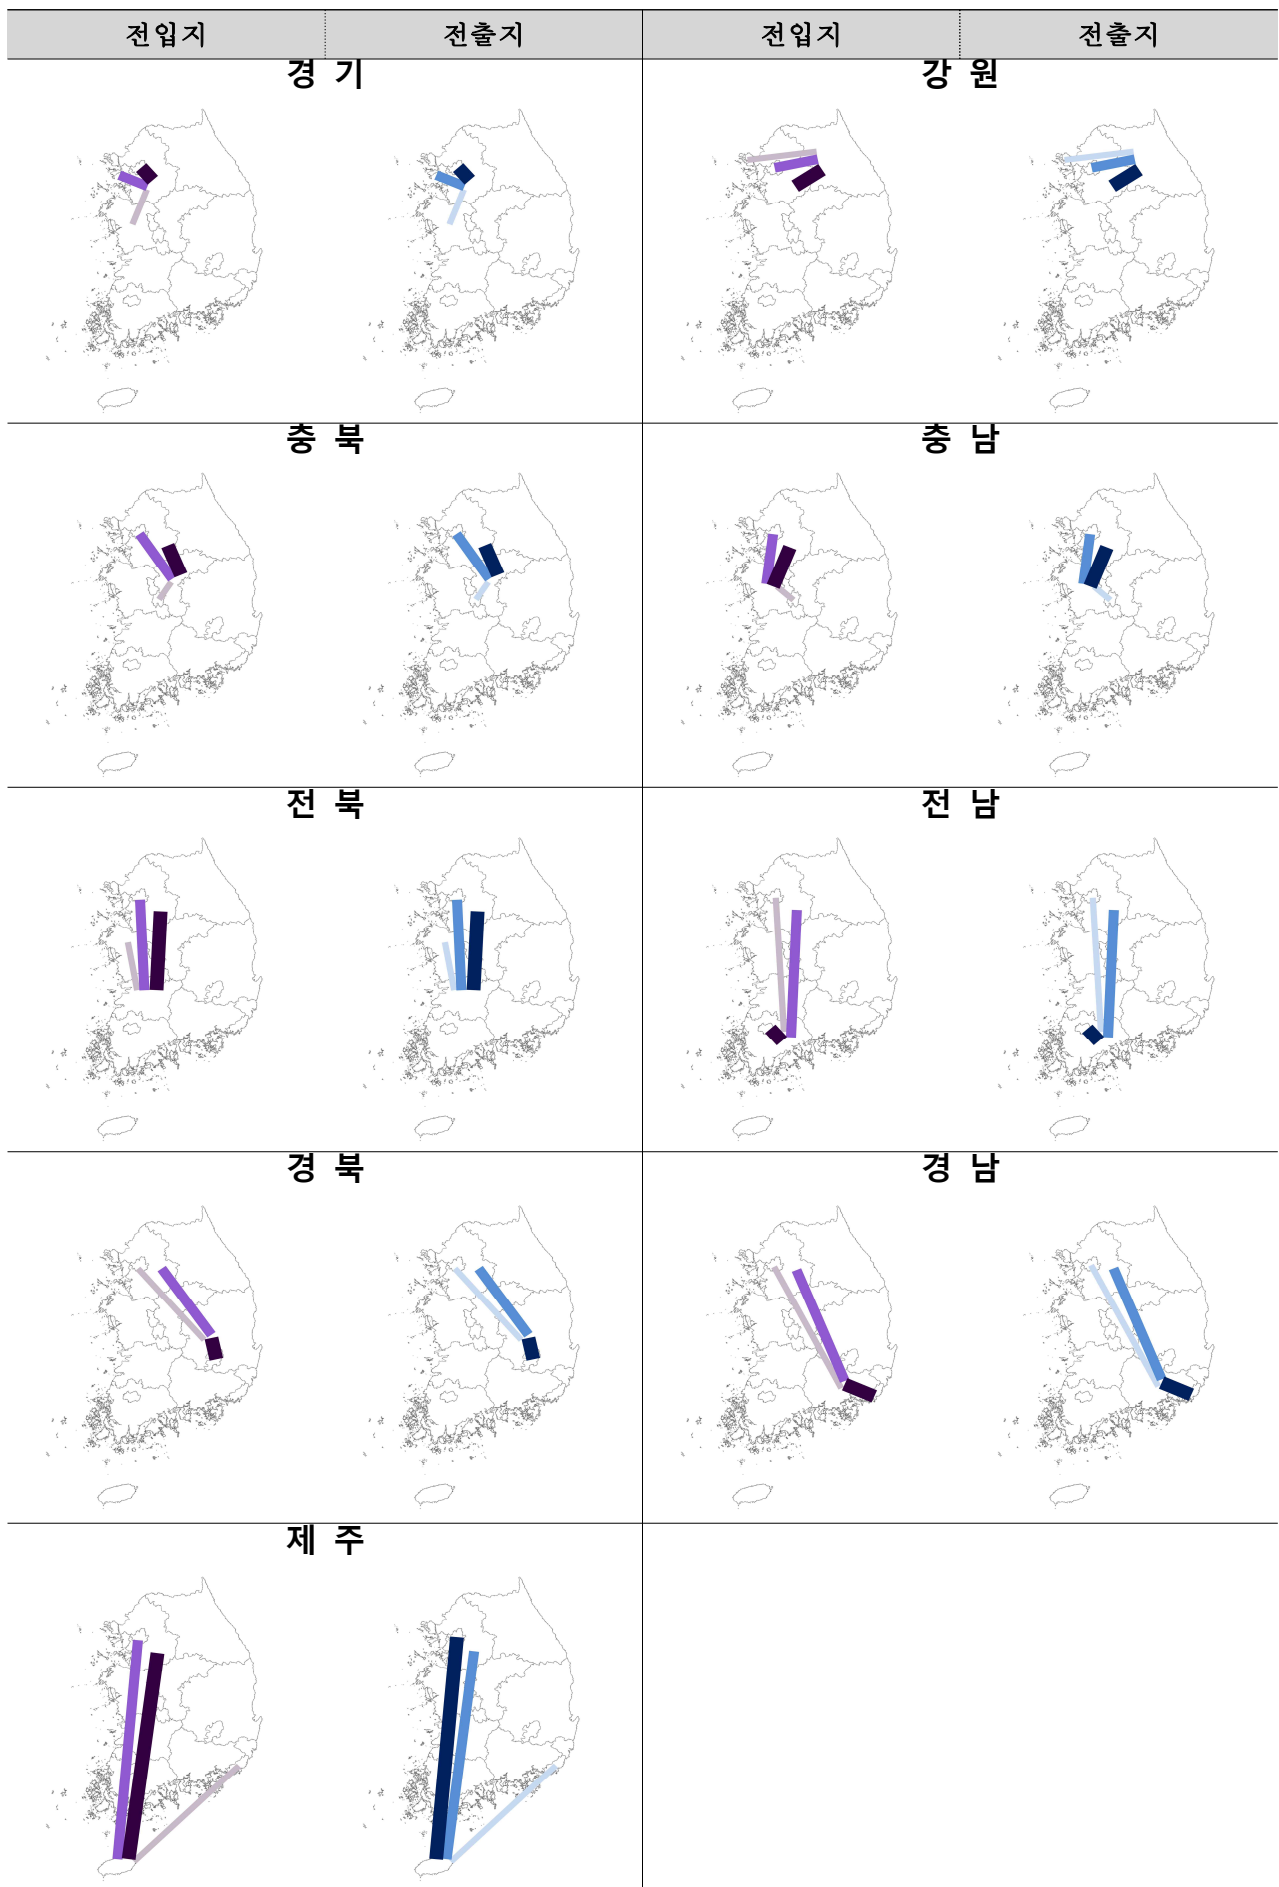 전입지 전출지 전입지 전출지
경 기 강 원
충 북 충 남
전 북 전 남
경 북 경 남
제 주